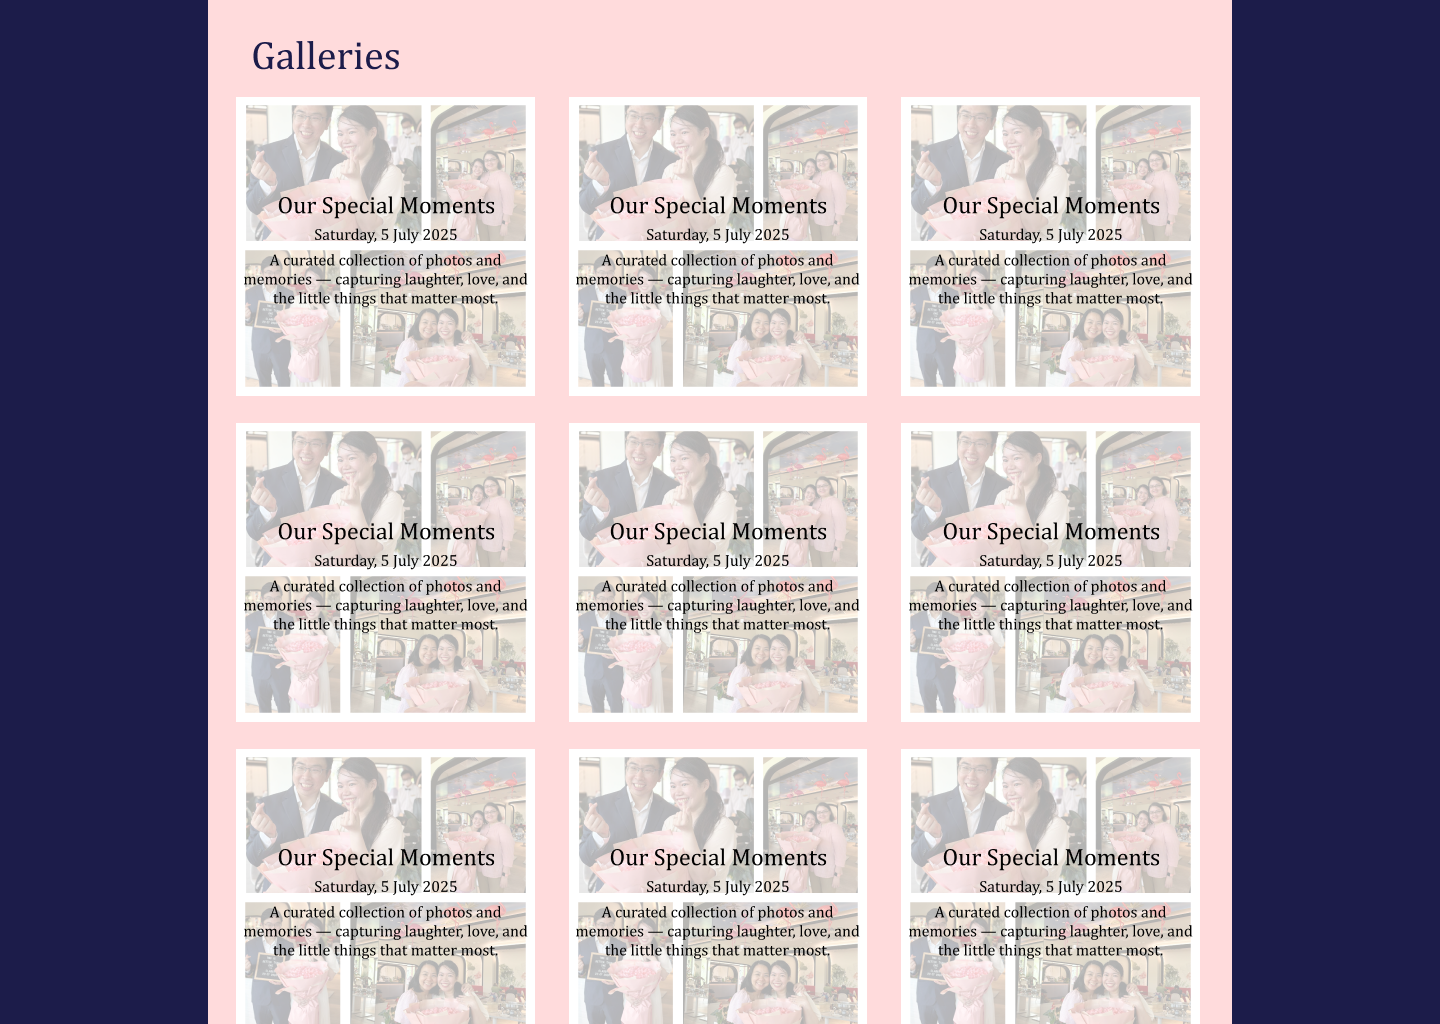 Galleries
Our Special Moments
Saturday, 5 July 2025
A curated collection of photos and
memories — capturing laughter, love, and
the little things that matter most.
Our Special Moments
Saturday, 5 July 2025
A curated collection of photos and
memories — capturing laughter, love, and
the little things that matter most.
Our Special Moments
Saturday, 5 July 2025
A curated collection of photos and
memories — capturing laughter, love, and
the little things that matter most.
Our Special Moments
Saturday, 5 July 2025
A curated collection of photos and
memories — capturing laughter, love, and
the little things that matter most.
Our Special Moments
Saturday, 5 July 2025
A curated collection of photos and
memories — capturing laughter, love, and
the little things that matter most.
Our Special Moments
Saturday, 5 July 2025
A curated collection of photos and
memories — capturing laughter, love, and
the little things that matter most.
Our Special Moments
Saturday, 5 July 2025
A curated collection of photos and
memories — capturing laughter, love, and
the little things that matter most.
Our Special Moments
Saturday, 5 July 2025
A curated collection of photos and
memories — capturing laughter, love, and
the little things that matter most.
Our Special Moments
Saturday, 5 July 2025
A curated collection of photos and
memories — capturing laughter, love, and
the little things that matter most.